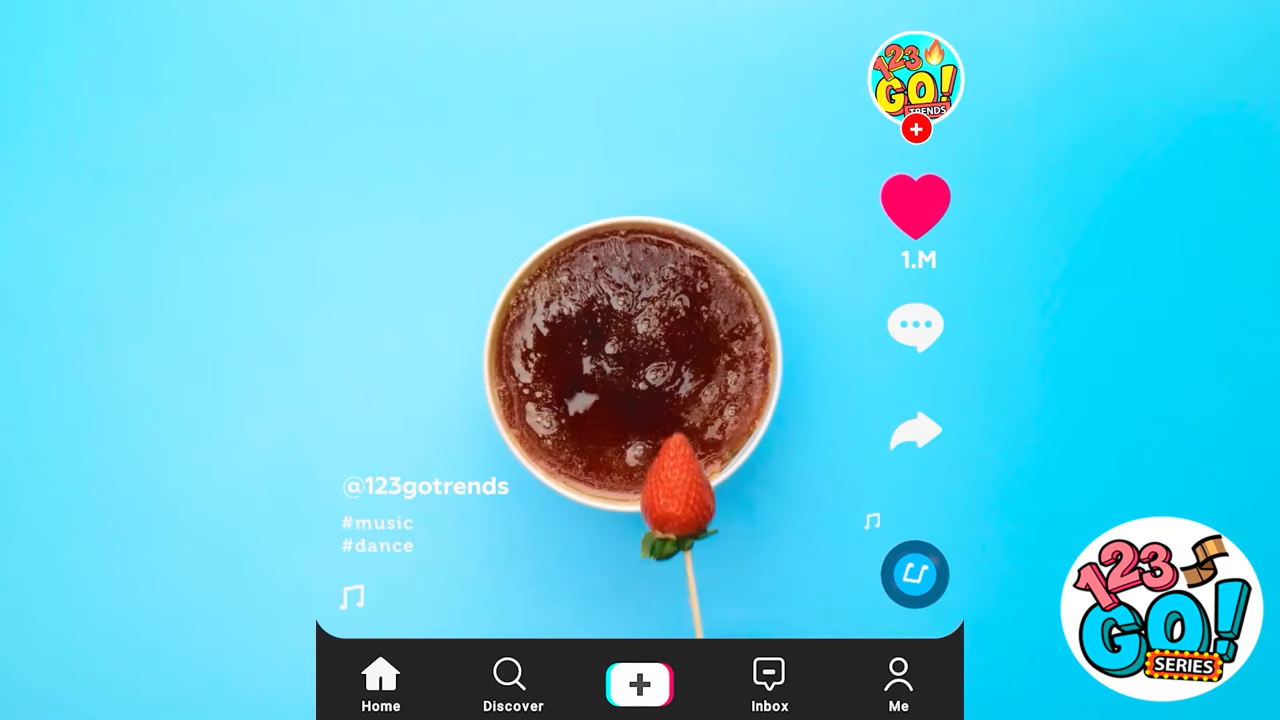 123
GO!
TRENDS
1.M
@123gotrends
#music
#dance
123
GO!
SERIES
Home
Discover
Inbox
Me